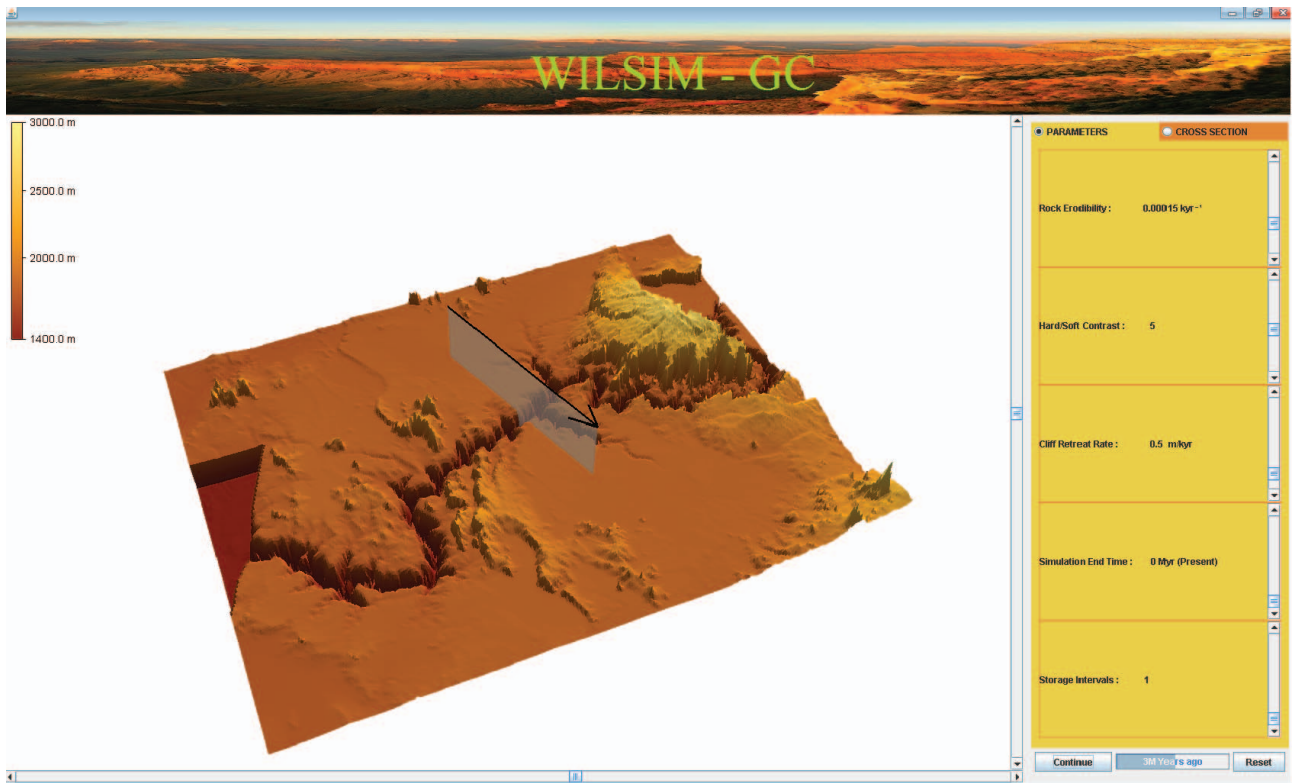 WILSIM - GC
3000.0 m
2500.0 m
2000.0 m
1400.0 m
PARAMETERS
CROSS SECTION
Rock Erodibility : 0.00015 kyr⁻¹
Hard/Soft Contrast : 5
Cliff Retreat Rate : 0.5 m/kyr
Simulation End Time : 0 Myr (Present)
Storage Intervals : 1
Continue
3M Years ago
Reset